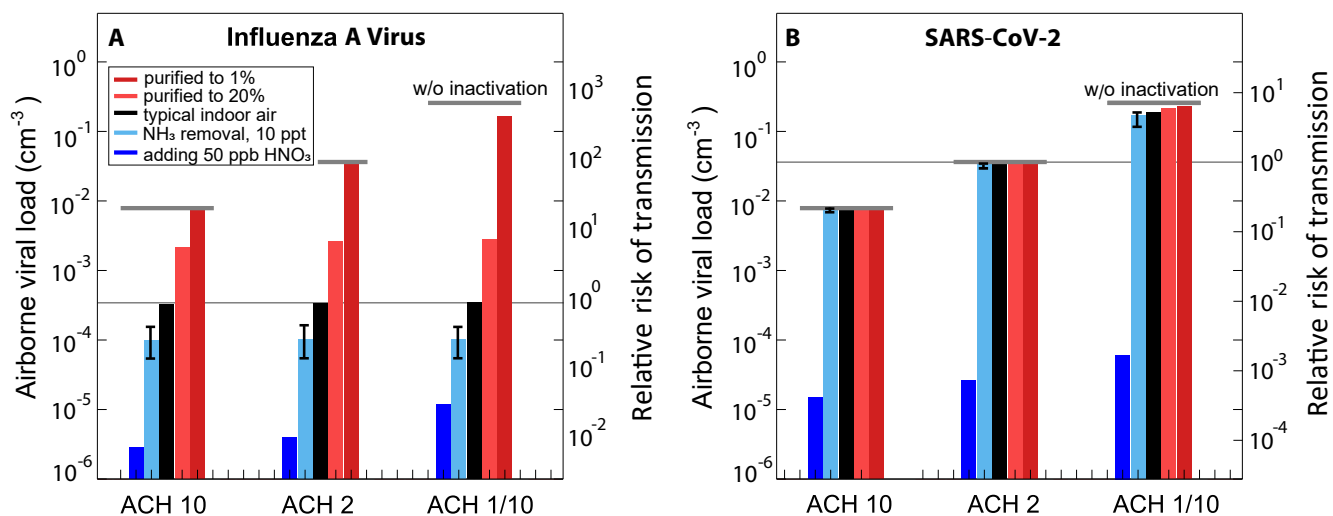 A
Influenza A Virus
Airborne viral load (cm⁻³)
10⁰
10⁻¹
10⁻²
10⁻³
10⁻⁴
10⁻⁵
10⁻⁶
purified to 1%
purified to 20%
typical indoor air
NH₃ removal, 10 ppt
adding 50 ppb HNO₃
w/o inactivation
10³
10²
10¹
10⁰
10⁻¹
10⁻²
Relative risk of transmission
ACH 10 ACH 2 ACH 1/10
B
SARS-CoV-2
Airborne viral load (cm⁻³)
10⁰
10⁻¹
10⁻²
10⁻³
10⁻⁴
10⁻⁵
10⁻⁶
w/o inactivation
10¹
10⁰
10⁻¹
10⁻²
10⁻³
10⁻⁴
Relative risk of transmission
ACH 10 ACH 2 ACH 1/10